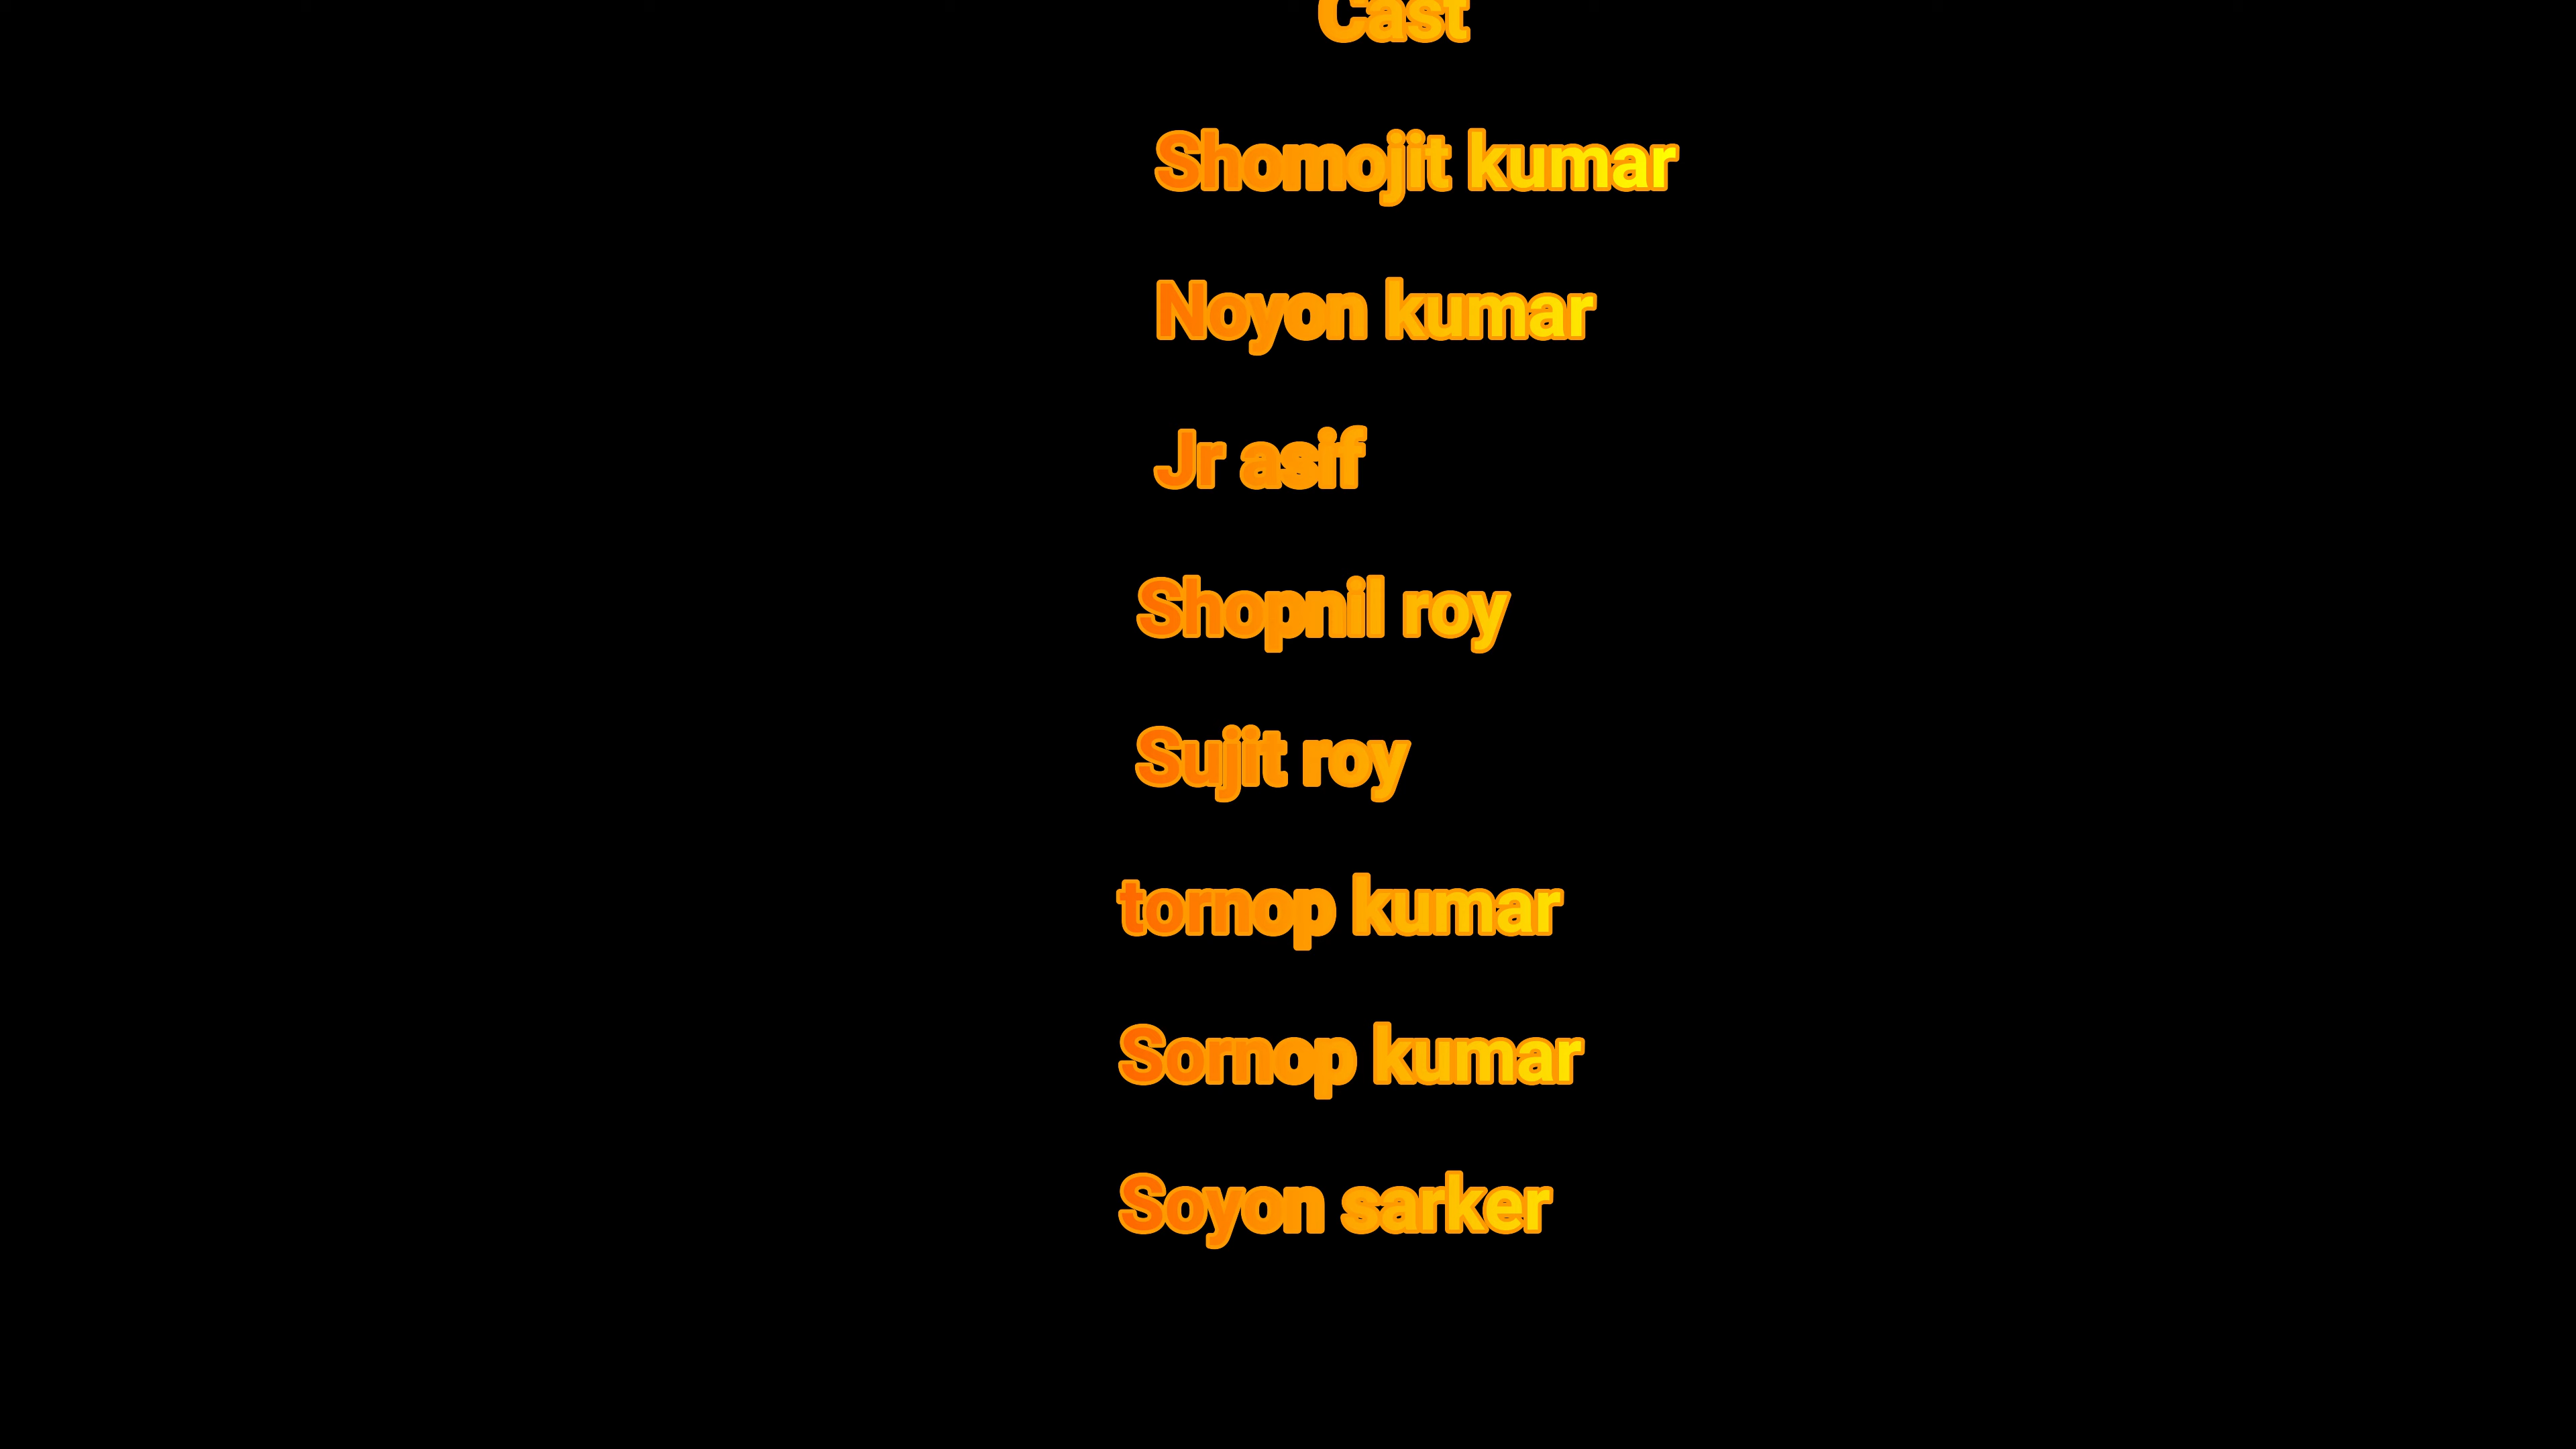 Cast
Shomojit kumar
Noyon kumar
Jr asif
Shopnil roy
Sujit roy
tornop kumar
Sornop kumar
Soyon sarker